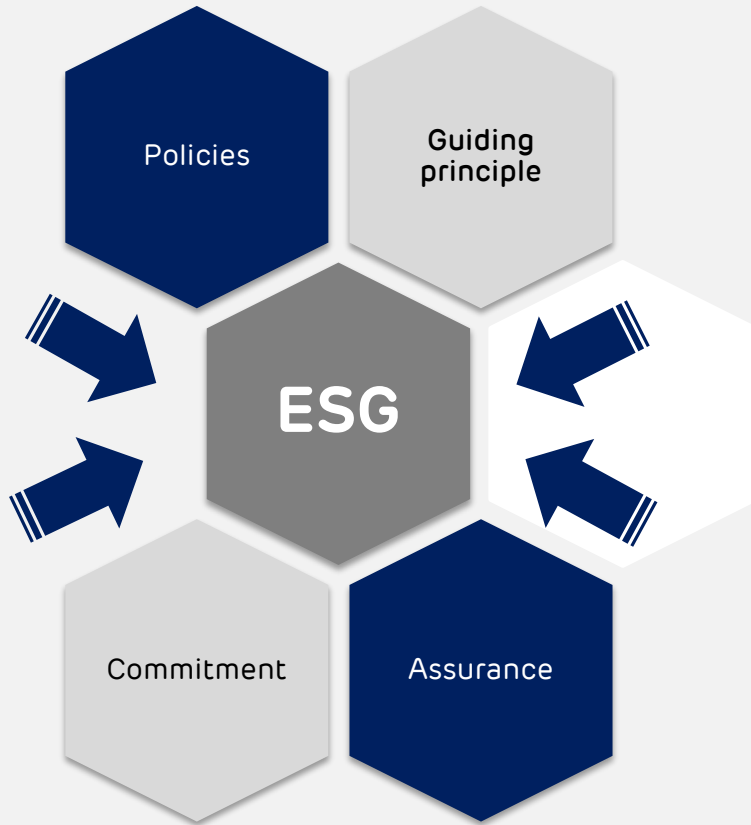 Policies
Guiding
principle
ESG
Commitment
Assurance